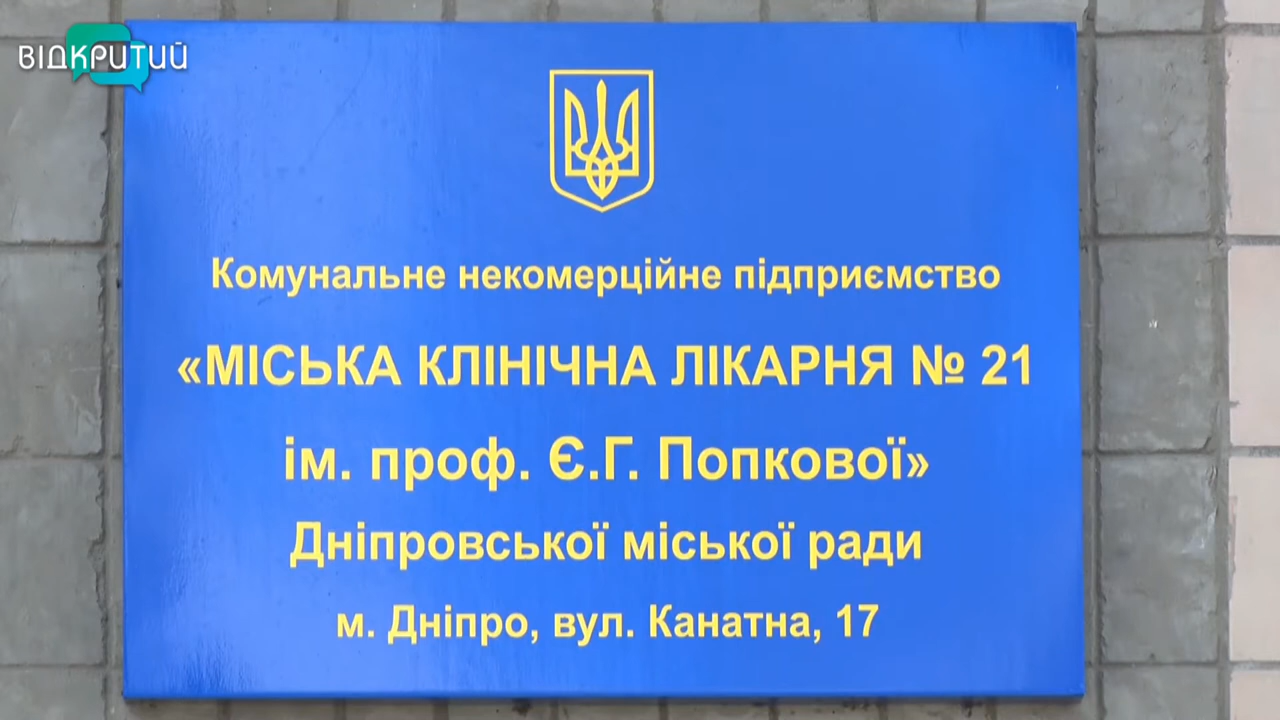 ВІДКРИТИЙ
Комунальне некомерційне підприємство
«МІСЬКА КЛІНІЧНА ЛІКАРНЯ № 21
ім. проф. Є.Г. Попкової»
Дніпровської міської ради
м. Дніпро, вул. Канатна, 17